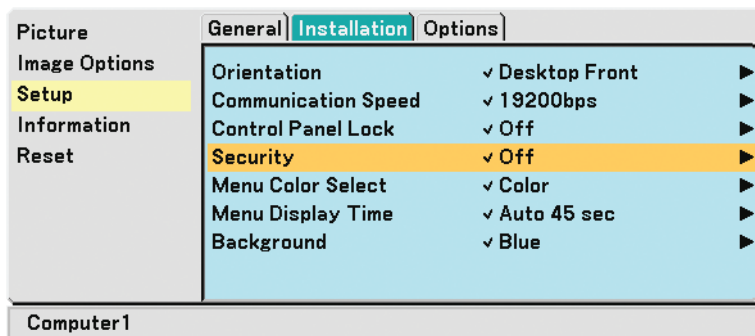 Picture
Image Options
Setup
Information
Reset
General Installation Options
Orientation ✓ Desktop Front ▶
Communication Speed ✓ 19200bps ▶
Control Panel Lock ✓ Off ▶
Security ✓ Off ▶
Menu Color Select ✓ Color ▶
Menu Display Time ✓ Auto 45 sec ▶
Background ✓ Blue ▶
Computer1